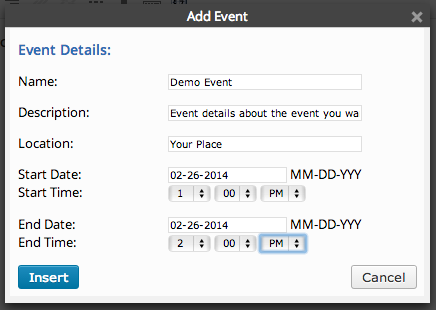 Add Event
Event Details:
Name: Demo Event
Description: Event details about the event you wa
Location: Your Place
Start Date: 02-26-2014 MM-DD-YYY
Start Time: 1 00 PM
End Date: 02-26-2014 MM-DD-YYY
End Time: 2 00 PM
Insert Cancel